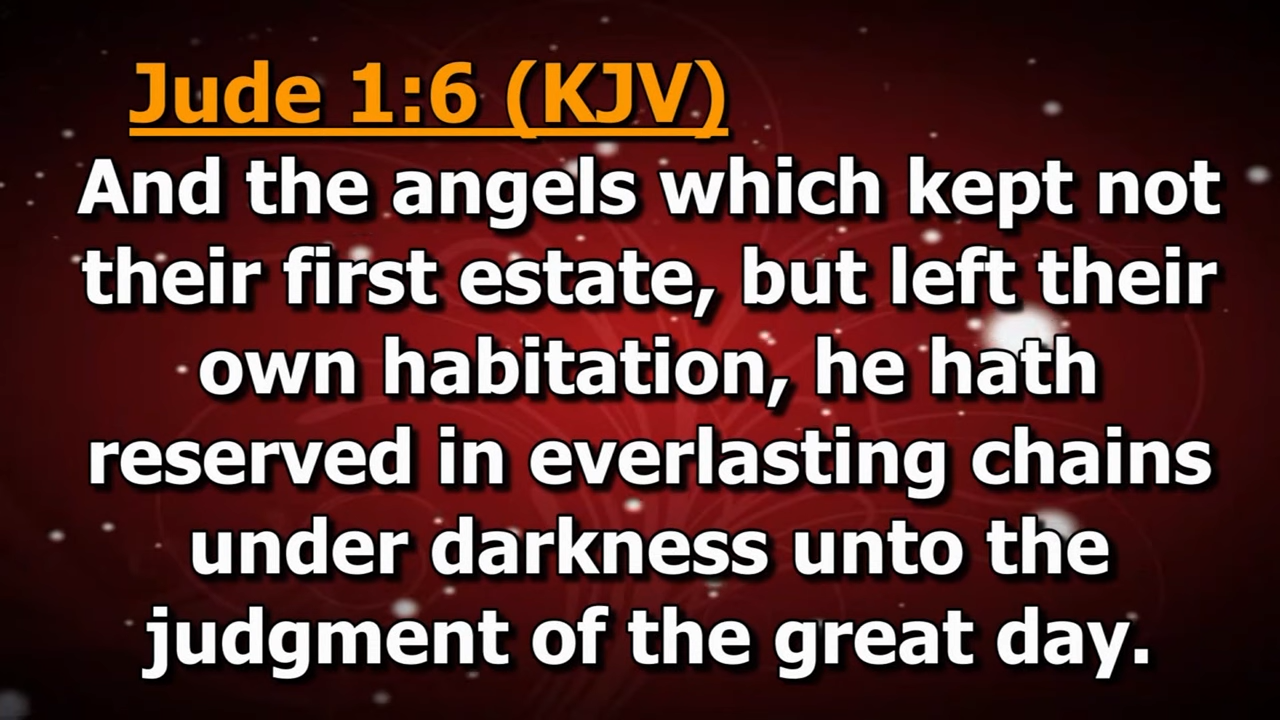 Jude 1:6 (KJV)
And the angels which kept not
their first estate, but left their
own habitation, he hath
reserved in everlasting chains
under darkness unto the
judgment of the great day.